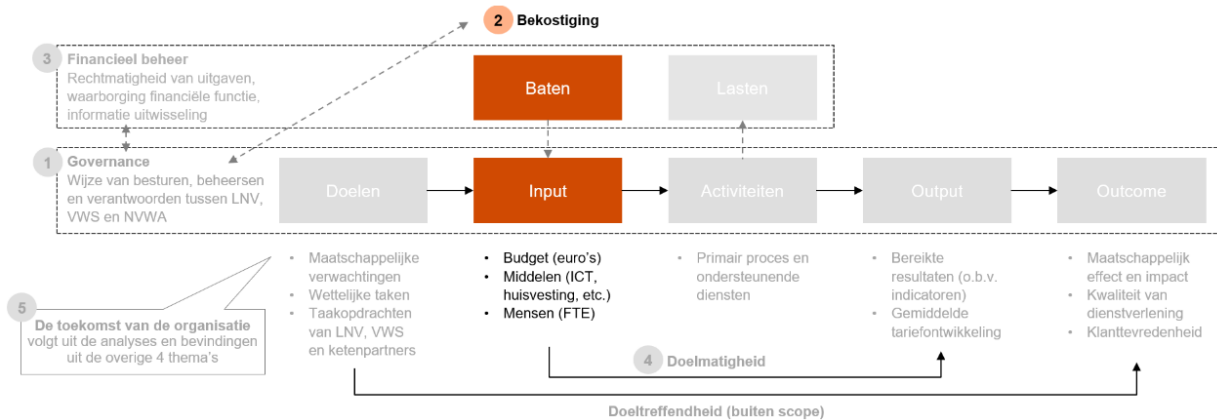 2 Bekostiging
3 Financieel beheer
Rechtmatigheid van uitgaven,
waarborging financiële functie,
informatie uitwisseling
Baten
Lasten
1 Governance
Wijze van besturen, beheersen
en verantwoorden tussen LNV,
VWS en NVWA
Doelen
Input
Activiteiten
Output
Outcome
• Maatschappelijke
verwachtingen
• Wettelijke taken
• Taakopdrachten
van LNV, VWS
en ketenpartners
• Budget (euro's)
• Middelen (ICT,
huisvesting, etc.)
• Mensen (FTE)
• Primair proces en
ondersteunende
diensten
• Bereikte
resultaten (o.b.v.
indicatoren)
• Gemiddelde
tariefontwikkeling
• Maatschappelijk
effect en impact
• Kwaliteit van
dienstverlening
• Klanttevredenheid
5
De toekomst van de organisatie
volgt uit de analyses en bevindingen
uit de overige 4 thema's
4 Doelmatigheid
Doeltreffendheid (buiten scope)